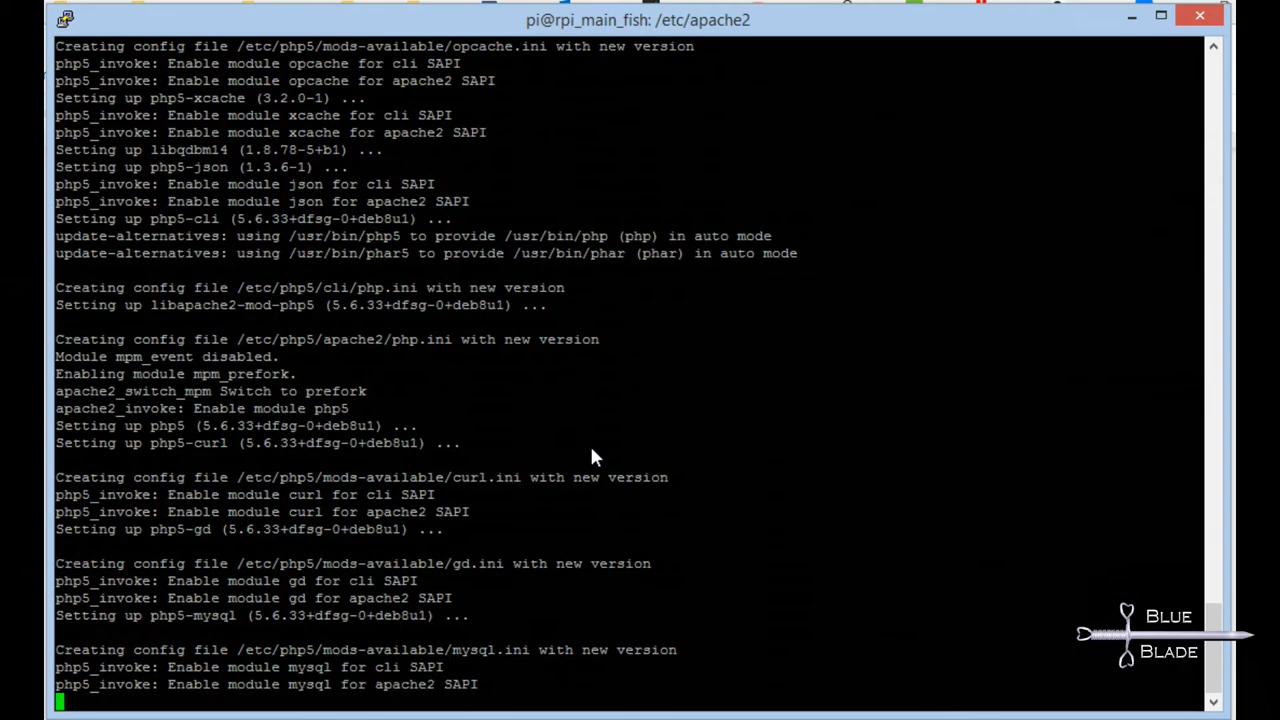 pi@rpi_main_fish: /etc/apache2
Creating config file /etc/php5/mods-available/opcache.ini with new version
php5_invoke: Enable module opcache for cli SAPI
php5_invoke: Enable module opcache for apache2 SAPI
Setting up php5-xcache (3.2.0-1) ...
php5_invoke: Enable module xcache for cli SAPI
php5_invoke: Enable module xcache for apache2 SAPI
Setting up libqdbm14 (1.8.78-5+b1) ...
Setting up php5-json (1.3.6-1) ...
php5_invoke: Enable module json for cli SAPI
php5_invoke: Enable module json for apache2 SAPI
Setting up php5-cli (5.6.33+dfsg-0+deb8u1) ...
update-alternatives: using /usr/bin/php5 to provide /usr/bin/php (php) in auto mode
update-alternatives: using /usr/bin/phar5 to provide /usr/bin/phar (phar) in auto mode
Creating config file /etc/php5/cli/php.ini with new version
Setting up libapache2-mod-php5 (5.6.33+dfsg-0+deb8u1) ...
Creating config file /etc/php5/apache2/php.ini with new version
Module mpm_event disabled.
Enabling module mpm_prefork.
apache2_switch_mpm Switch to prefork
apache2_invoke: Enable module php5
Setting up php5 (5.6.33+dfsg-0+deb8u1) ...
Setting up php5-curl (5.6.33+dfsg-0+deb8u1) ...
Creating config file /etc/php5/mods-available/curl.ini with new version
php5_invoke: Enable module curl for cli SAPI
php5_invoke: Enable module curl for apache2 SAPI
Setting up php5-gd (5.6.33+dfsg-0+deb8u1) ...
Creating config file /etc/php5/mods-available/gd.ini with new version
php5_invoke: Enable module gd for cli SAPI
php5_invoke: Enable module gd for apache2 SAPI
Setting up php5-mysql (5.6.33+dfsg-0+deb8u1) ...
Creating config file /etc/php5/mods-available/mysql.ini with new version
php5_invoke: Enable module mysql for cli SAPI
php5_invoke: Enable module mysql for apache2 SAPI
BLUE
BLADE